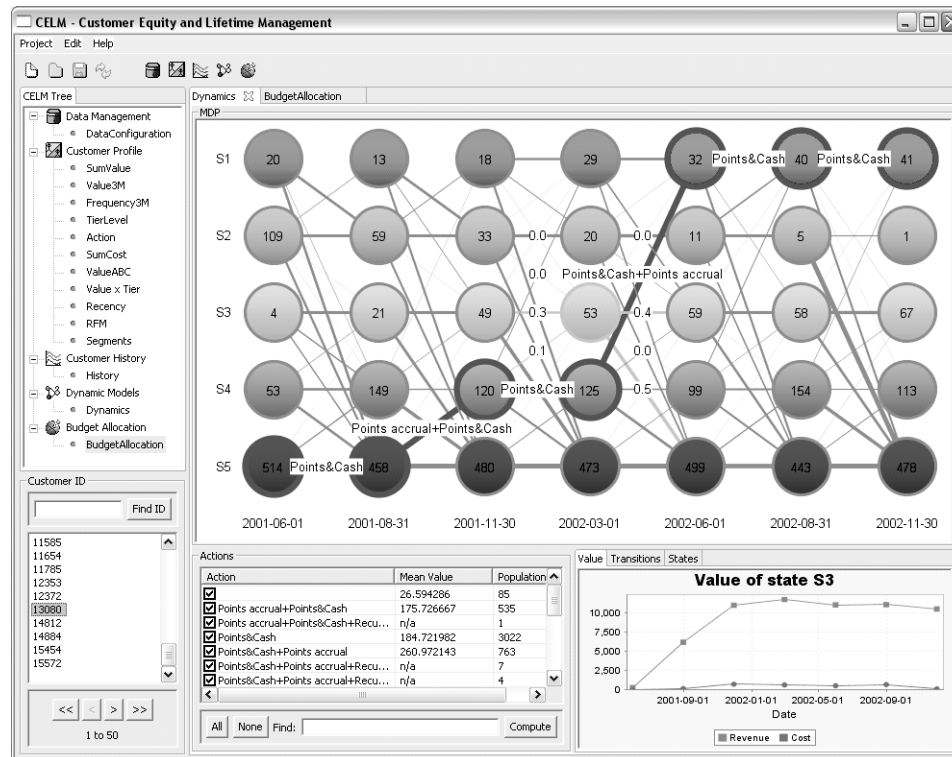 CELM - Customer Equity and Lifetime Management
Project Edit Help
CELM Tree
Data Management
DataConfiguration
Customer Profile
SumValue
Value3M
Frequency3M
TierLevel
Action
SumCost
ValueABC
Value x Tier
Recency
RFM
Segments
Customer History
History
Dynamic Models
Dynamics
Budget Allocation
BudgetAllocation
Customer ID
Find ID
11585
11654
11785
12353
12372
13080
14812
14884
15454
15572
<< < > >>
1 to 50
Dynamics BudgetAllocation
MDP
S1 20 13 18 29 32 Points&Cash 40 Points&Cash 41
S2 109 59 33 0.0 20 0.0 11 5 1
0.0 Points&Cash+Points accrual
S3 4 21 49 0.3 53 0.4 59 58 67
0.1 0.0
S4 53 149 120 Points&Cash 125 0.5 99 154 113
Points accrual+Points&Cash
S5 514 Points&Cash 458 480 473 499 443 478
2001-06-01 2001-08-31 2001-11-30 2002-03-01 2002-06-01 2002-08-31 2002-11-30
Actions
Action Mean Value Population
26.594286 85
Points accrual+Points&Cash 175.726667 535
Points accrual+Points&Cash+Recu... n/a 1
Points&Cash 184.721982 3022
Points&Cash+Points accrual 260.972143 763
Points&Cash+Points accrual+Recu... n/a 7
Points&Cash+Points accrual+Recu... n/a 4
All None Find: Compute
Value Transitions States
Value of state S3
10,000
7,500
5,000
2,500
0
2001-09-01 2002-01-01 2002-05-01 2002-09-01
Date
Revenue Cost